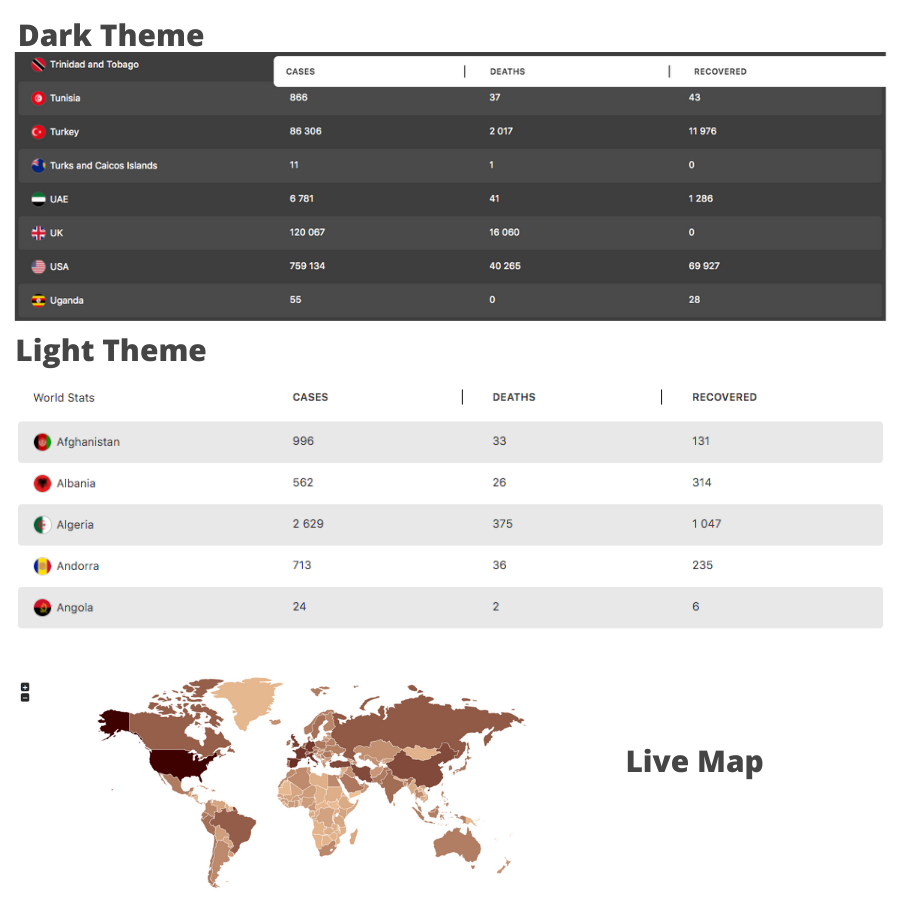 Dark Theme
Trinidad and Tobago
CASES | DEATHS | RECOVERED
Tunisia 866 37 43
Turkey 86 306 2 017 11 976
Turks and Caicos Islands 11 1 0
UAE 6 781 41 1 286
UK 120 067 16 060 0
USA 759 134 40 265 69 927
Uganda 55 0 28
Light Theme
World Stats CASES | DEATHS | RECOVERED
Afghanistan 996 33 131
Albania 562 26 314
Algeria 2 629 375 1 047
Andorra 713 36 235
Angola 24 2 6
+
−
Live Map